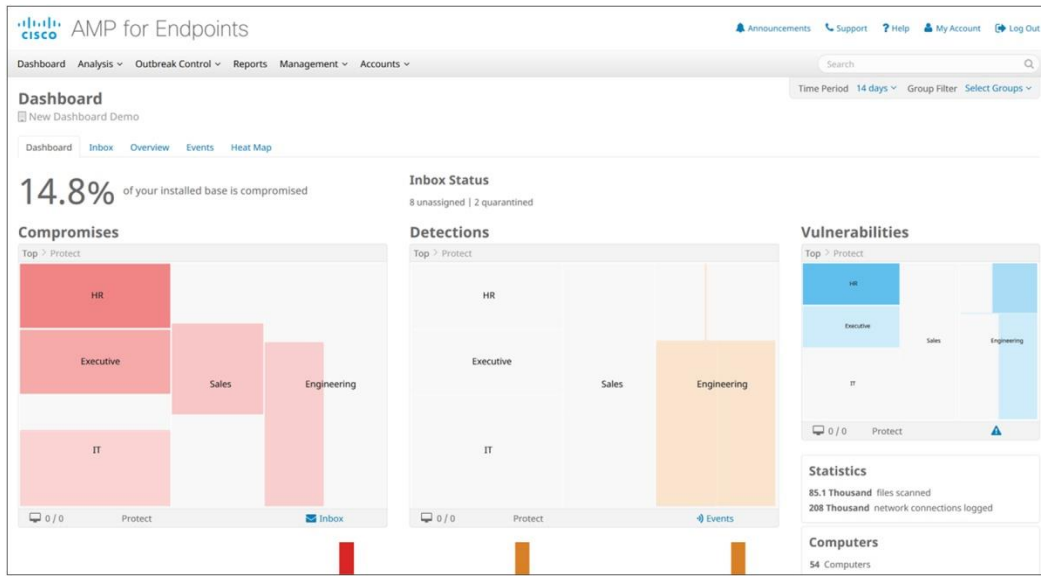 cisco AMP for Endpoints
Announcements Support ? Help My Account Log Out
Dashboard Analysis Outbreak Control Reports Management Accounts
Search
Time Period 14 days Group Filter Select Groups
Dashboard
New Dashboard Demo
Dashboard Inbox Overview Events Heat Map
14.8% of your installed base is compromised
Inbox Status
8 unassigned | 2 quarantined
Compromises
Top > Protect
HR
Executive
Sales
Engineering
IT
0 / 0 Protect Inbox
Detections
Top > Protect
HR
Executive
Sales
Engineering
IT
0 / 0 Protect Events
Vulnerabilities
Top > Protect
HR
Executive
Sales
Engineering
IT
0 / 0 Protect
Statistics
85.1 Thousand files scanned
208 Thousand network connections logged
Computers
54 Computers